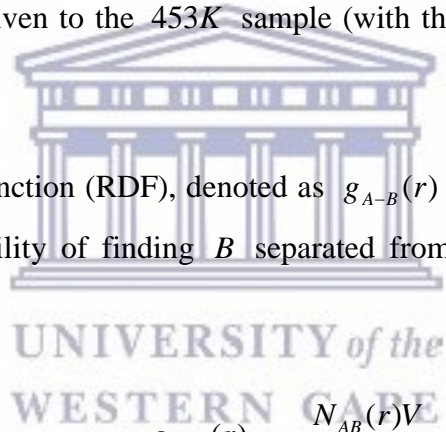 iven to the 453K sample (with th
nction (RDF), denoted as g_{A-B}(r)
ility of finding B separated from
UNIVERSITY of the
WESTERN CAPE
(r) N_{AB}(r)V